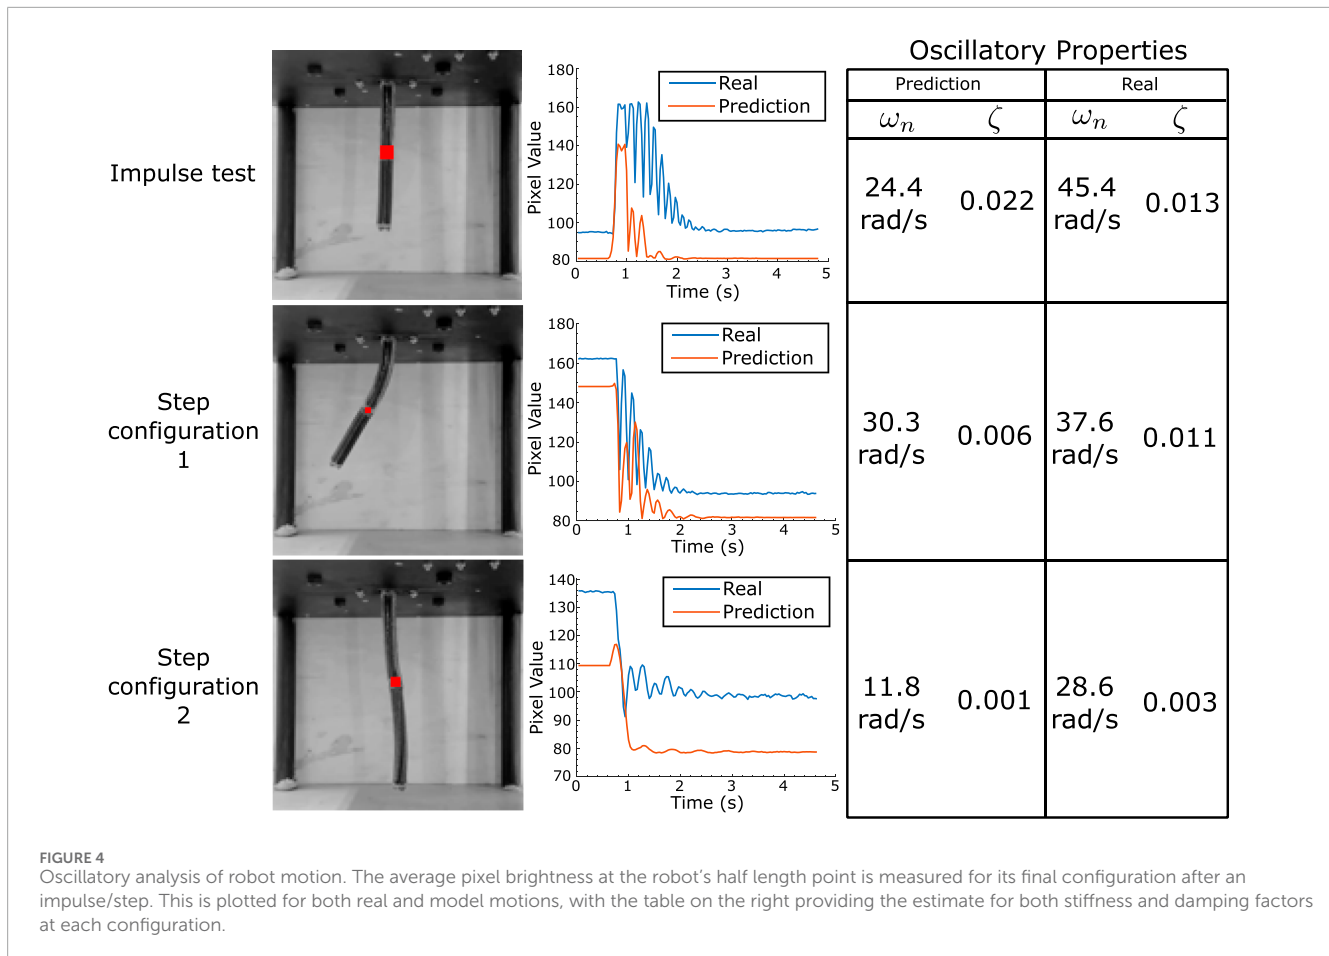 Oscillatory Properties
Prediction Real
ωn ζ ωn ζ
Impulse test
180
160
140
120
100
80
0 1 2 3 4 5
Pixel Value
Time (s)
Real
Prediction
24.4 rad/s 0.022 45.4 rad/s 0.013
Step
configuration
1
180
160
140
120
100
80
0 1 2 3 4 5
Pixel Value
Time (s)
Real
Prediction
30.3 rad/s 0.006 37.6 rad/s 0.011
Step
configuration
2
140
130
120
110
100
90
80
70
0 1 2 3 4 5
Pixel Value
Time (s)
Real
Prediction
11.8 rad/s 0.001 28.6 rad/s 0.003
FIGURE 4
Oscillatory analysis of robot motion. The average pixel brightness at the robot's half length point is measured for its final configuration after an
impulse/step. This is plotted for both real and model motions, with the table on the right providing the estimate for both stiffness and damping factors
at each configuration.